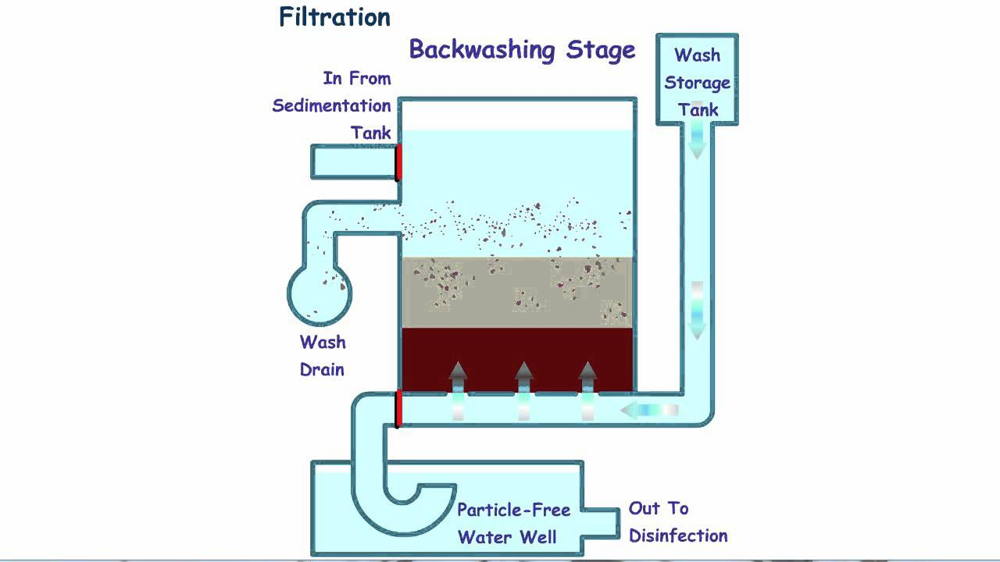 Filtration
Backwashing Stage
In From
Sedimentation
Tank
Wash
Storage
Tank
Wash
Drain
Particle-Free
Water Well
Out To
Disinfection